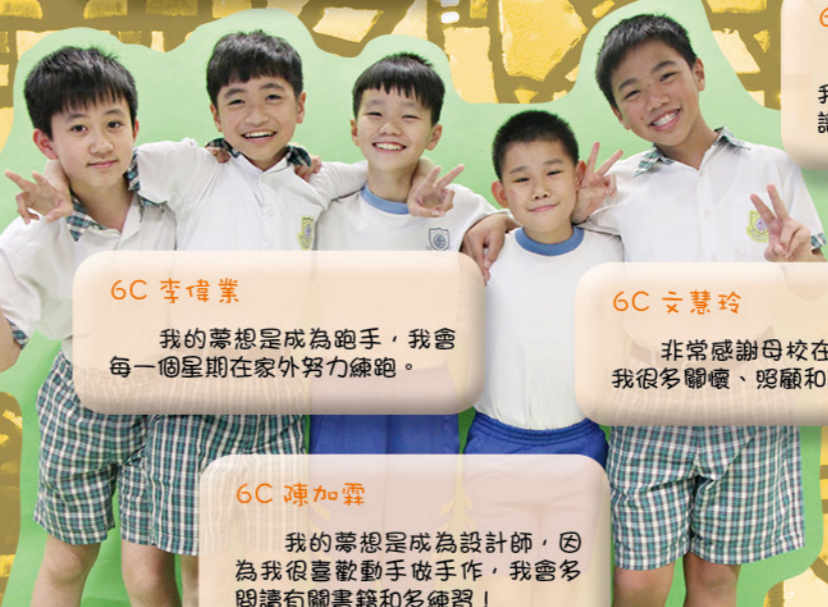 6C 李偉業
我的夢想是成為跑手，我會
每一個星期在家外努力練跑。
6C 文慧玲
非常感謝母校在
我很多關懷、照顧和
6C 陳加霖
我的夢想是成為設計師，因
為我很喜歡動手做手作，我會多
閱讀有關書籍和多練習！